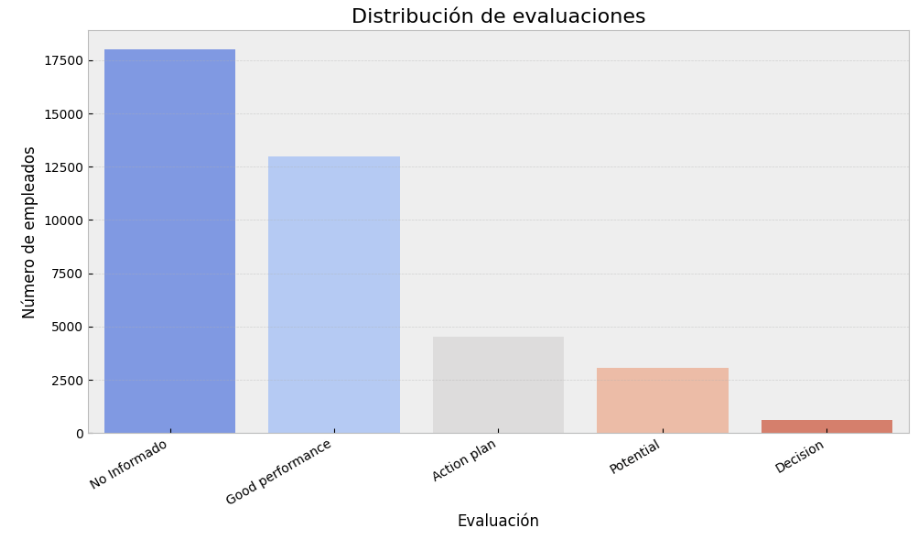 Distribución de evaluaciones
Número de empleados
17500
15000
12500
10000
7500
5000
2500
0
No Informado
Good performance
Action plan
Potential
Decision
Evaluación